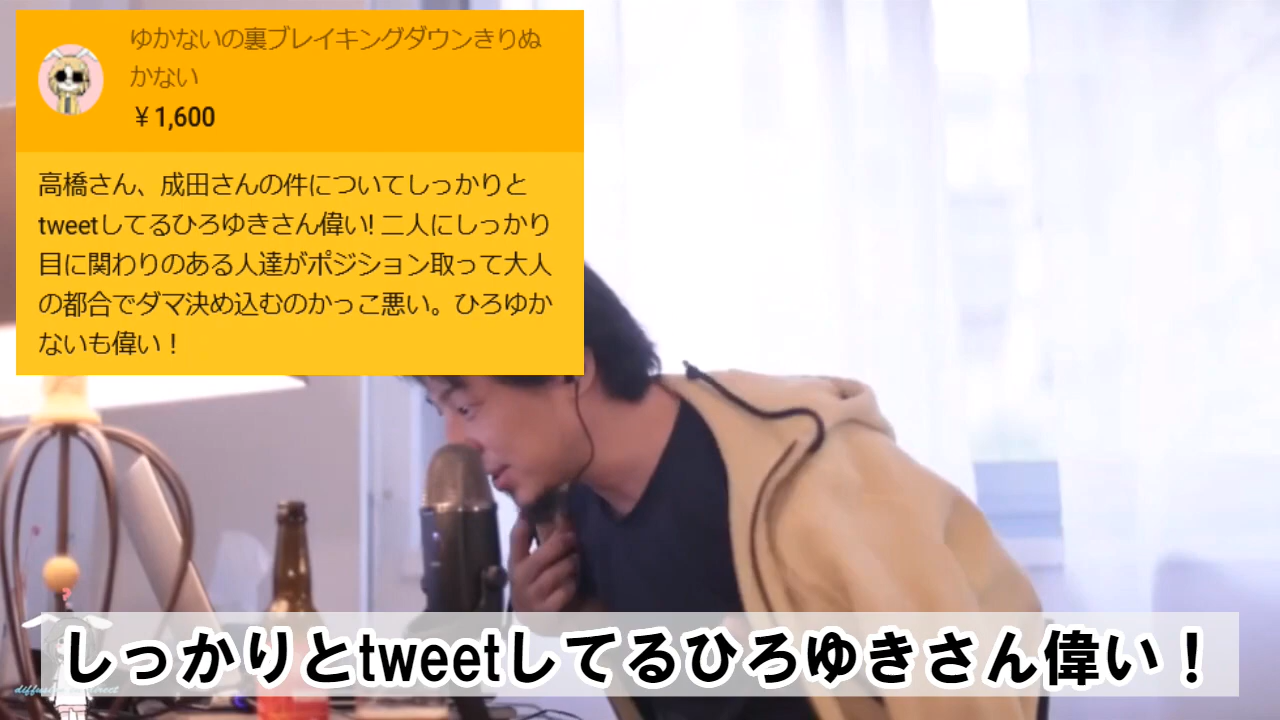 ゆかないの裏ブレイキングダウンきりぬ
かない
￥1,600
高橋さん、成田さんの件についてしっかりと
tweetしてるひろゆきさん偉い! 二人にしっかり
目に関わりのある人達がポジション取って大人
の都合でダマ決め込むのかっこ悪い。ひろゆか
ないも偉い！
しっかりとtweetしてるひろゆきさん偉い！